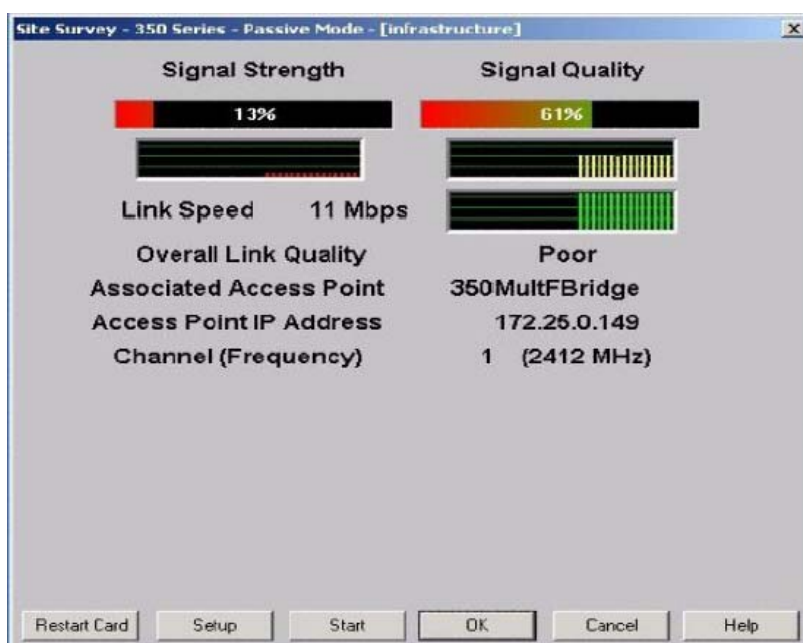 Site Survey - 350 Series - Passive Mode - [infrastructure]
Signal Strength
Signal Quality
13%
61%
Link Speed 11 Mbps
Overall Link Quality Poor
Associated Access Point 350MultFBridge
Access Point IP Address 172.25.0.149
Channel (Frequency) 1 (2412 MHz)
Restart Card Setup Start OK Cancel Help